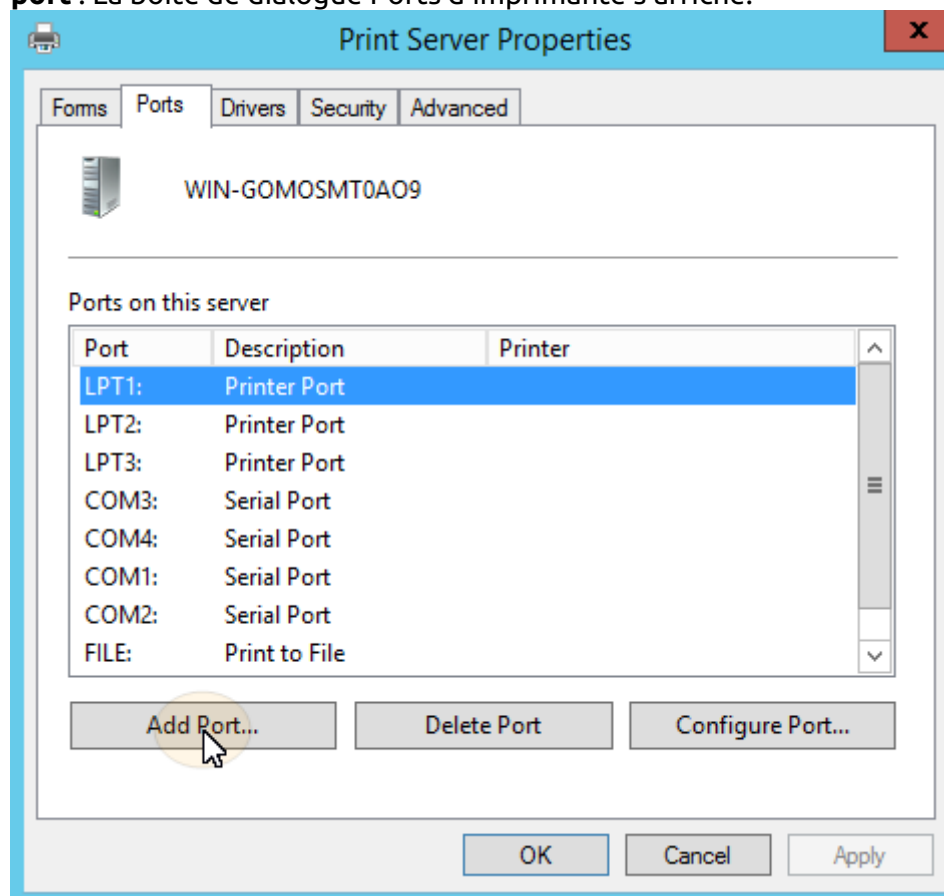 port . La boîte de dialogue Ports d'imprimante s'affiche.
Print Server Properties
x
Forms Ports Drivers Security Advanced
WIN-GOMOSMT0AO9
Ports on this server
Port Description Printer
LPT1: Printer Port
LPT2: Printer Port
LPT3: Printer Port
COM3: Serial Port
COM4: Serial Port
COM1: Serial Port
COM2: Serial Port
FILE: Print to File
Add Port... Delete Port Configure Port...
OK Cancel Apply